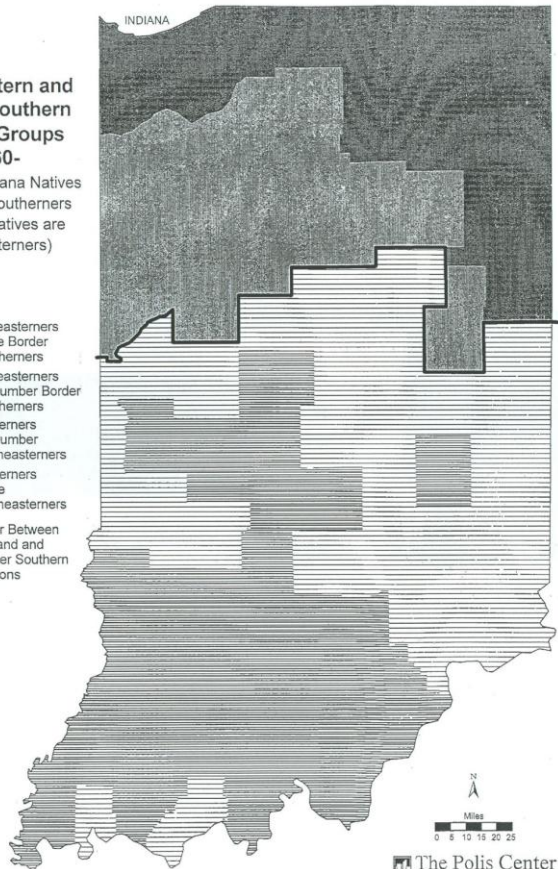 INDIANA
tern and
outhern
Groups
60-
ana Natives
outherners
atives are
terners)
easterners
e Border
herners
easterners
umber Border
herners
erners
umber
heasterners
erners
e
heasterners
r Between
and and
er Southern
ons
N
Miles
0 5 10 15 20 25
The Polis Center